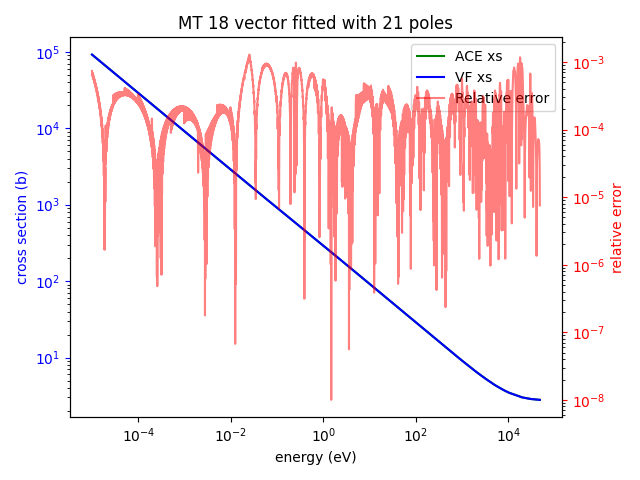 MT 18 vector fitted with 21 poles
ACE xs
VF xs
Relative error
cross section (b)
10^5
10^4
10^3
10^2
10^1
10^-3
10^-4
10^-5
10^-6
10^-7
10^-8
relative error
10^-4 10^-2 10^0 10^2 10^4
energy (eV)